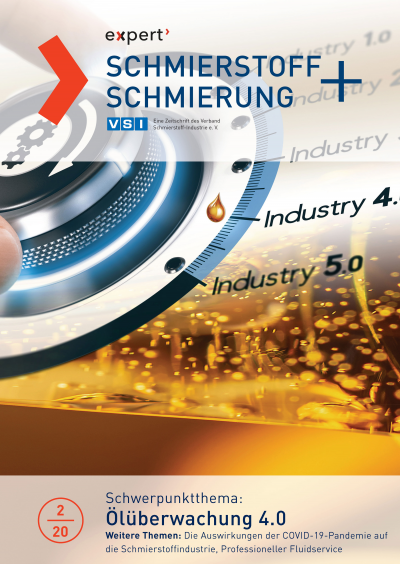 expert›
SCHMIERSTOFF
+
SCHMIERUNG
VSI
Eine Zeitschrift des Verband
Schmierstoff-Industrie e. V.
Industry 1.0
Industry 2
Industry
Industry 4.
Industry 5.0
2
20
Schwerpunktthema:
Ölüberwachung 4.0
Weitere Themen: Die Auswirkungen der COVID-19-Pandemie auf
die Schmierstoffindustrie, Professioneller Fluidservice